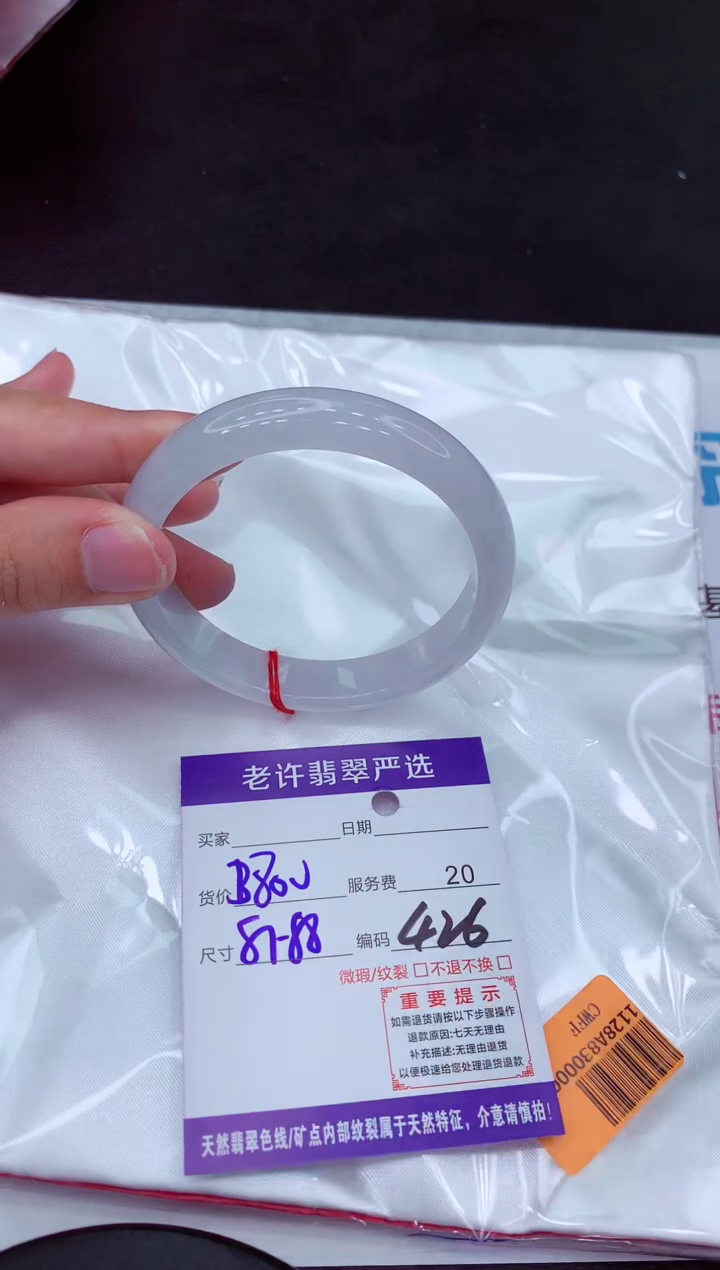 老许翡翠严选
买家 日期
货价 服务费 20
尺寸 57-58 编码 426
微瑕/纹裂 □ 不退不换 □
重要提示
如需退货请按以下步骤操作
退款原因:七天无理由
补充描述:无理由退货
以便极速给您处理退货退款
天然翡翠色线/矿点内部纹裂属于天然特征，介意请慎拍!
CWFP
1128A83000